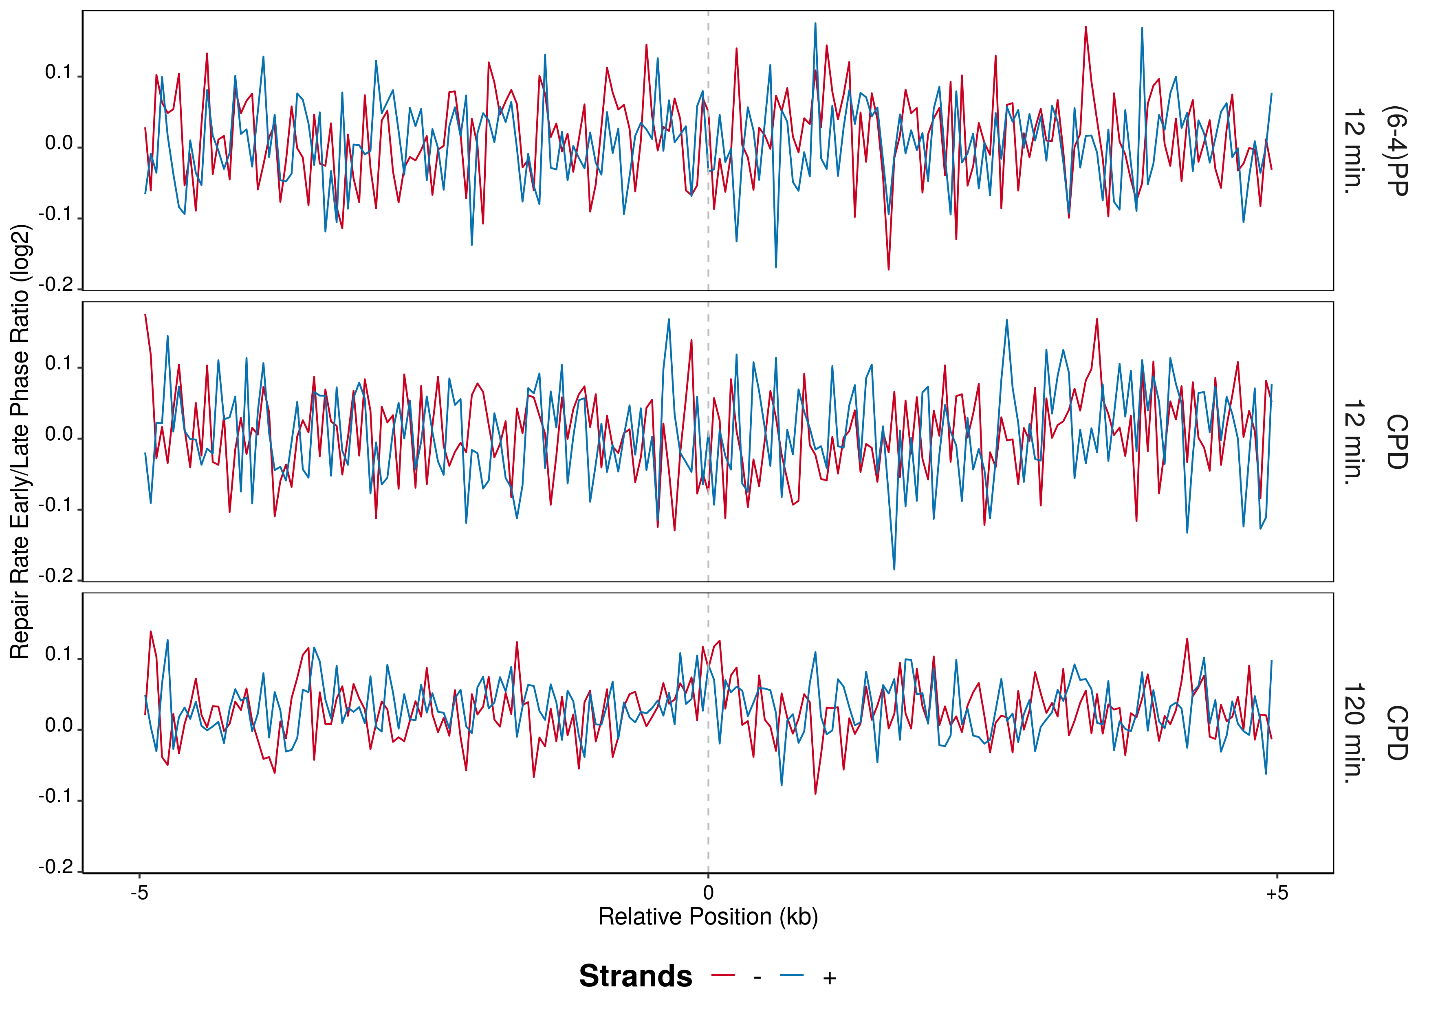 Repair Rate Early/Late Phase Ratio (log2)
0.1
0.0
-0.1
-0.2
(6-4)PP
12 min.
0.1
0.0
-0.1
-0.2
CPD
12 min.
0.1
0.0
-0.1
-0.2
CPD
120 min.
-5 0 +5
Relative Position (kb)
Strands - +